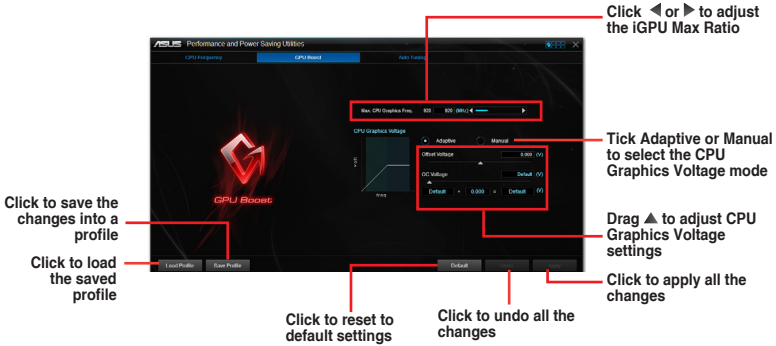 Click ◀ or ▶ to adjust
the iGPU Max Ratio
ASUS Performance and Power Saving Utilities
CPU Frequency
GPU Boost
Auto Tuning
Max. CPU Graphics Freq. 920 920 (MHz)
CPU Graphics Voltage
Adaptive Manual
Offset Voltage 0.000 (V)
OC Voltage Default (V)
Default + 0.000 = Default (V)
Volt
Freq
GPU Boost
Tick Adaptive or Manual
to select the CPU
Graphics Voltage mode
Click to save the
changes into a
profile
Drag ▲ to adjust CPU
Graphics Voltage
settings
Click to load
the saved
profile
Load Profile Save Profile Default
Click to apply all the
changes
Click to reset to
default settings
Click to undo all the
changes